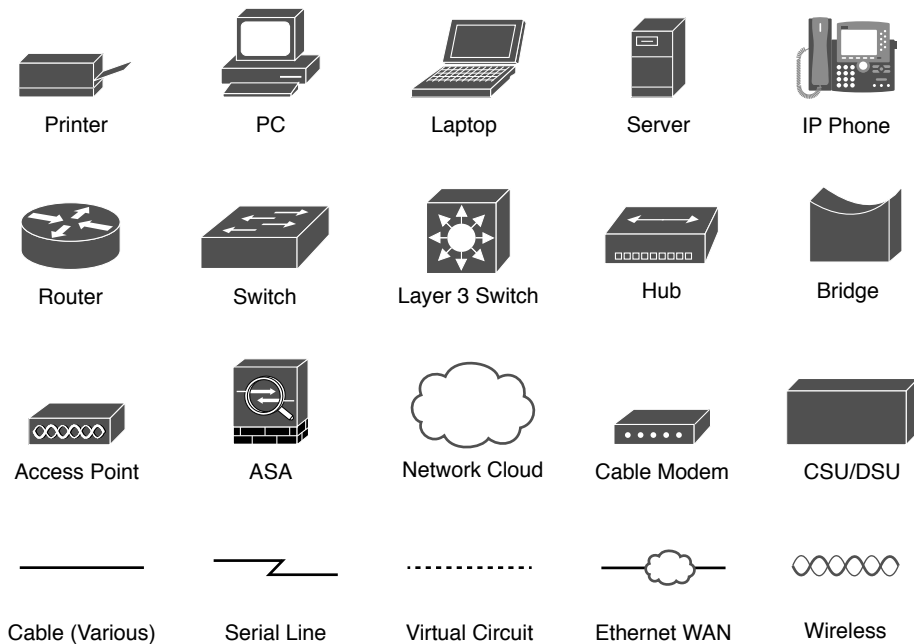 Printer
PC
Laptop
Server
IP Phone
Router
Switch
Layer 3 Switch
Hub
Bridge
Access Point
ASA
Network Cloud
Cable Modem
CSU/DSU
Cable (Various)
Serial Line
Virtual Circuit
Ethernet WAN
Wireless